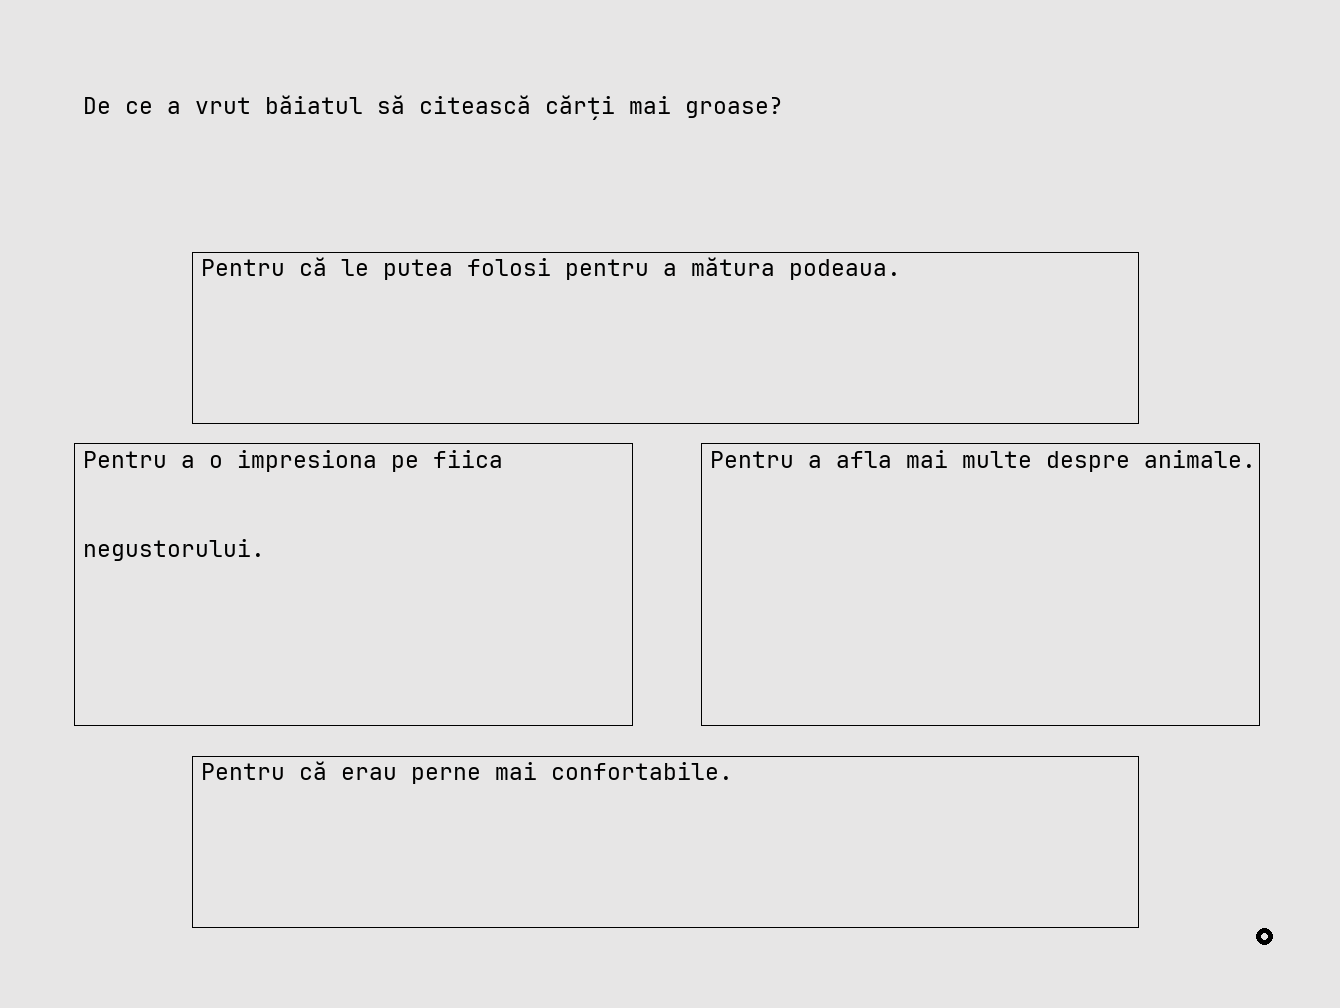 De ce a vrut băiatul să citească cărți mai groase?
Pentru că le putea folosi pentru a mătura podeaua.
Pentru a o impresiona pe fiica
negustorului.
Pentru a afla mai multe despre animale.
Pentru că erau perne mai confortabile.